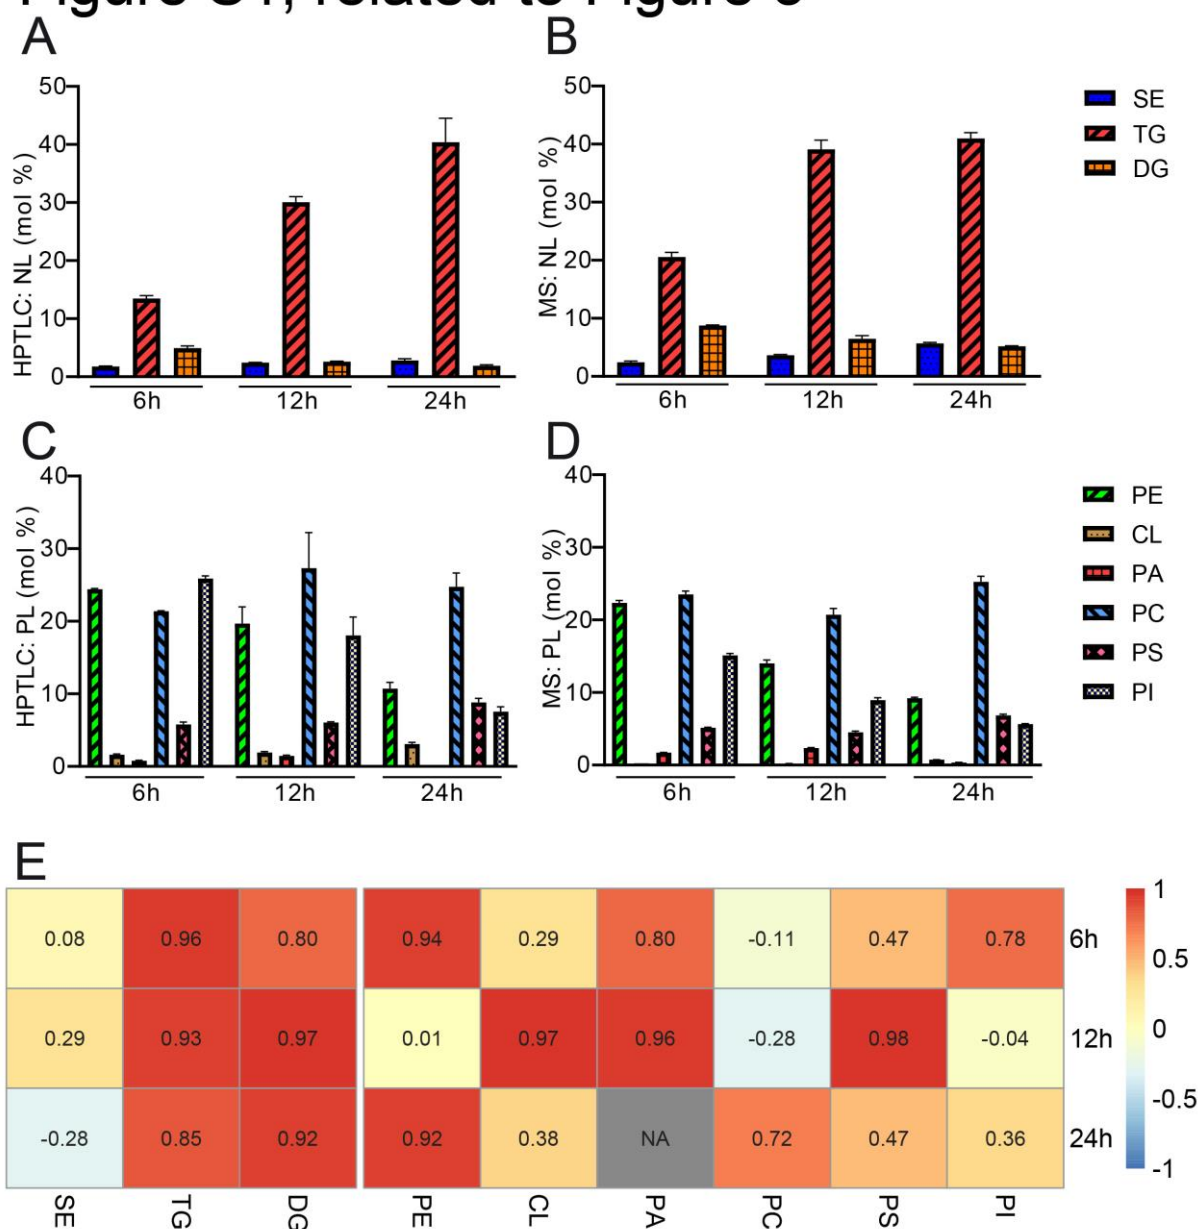 A
B
HPTLC: NL (mol %)
50
40
30
20
10
0
6h 12h 24h
MS: NL (mol %)
50
40
30
20
10
0
6h 12h 24h
SE
TG
DG
C
D
HPTLC: PL (mol %)
40
30
20
10
0
6h 12h 24h
MS: PL (mol %)
40
30
20
10
0
6h 12h 24h
PE
CL
PA
PC
PS
PI
E
0.08 0.96 0.80 0.94 0.29 0.80 -0.11 0.47 0.78 6h
0.29 0.93 0.97 0.01 0.97 0.96 -0.28 0.98 -0.04 12h
-0.28 0.85 0.92 0.92 0.38 NA 0.72 0.47 0.36 24h
SE TG DG PE CL PA PC PS PI
1
0.5
0
-0.5
-1